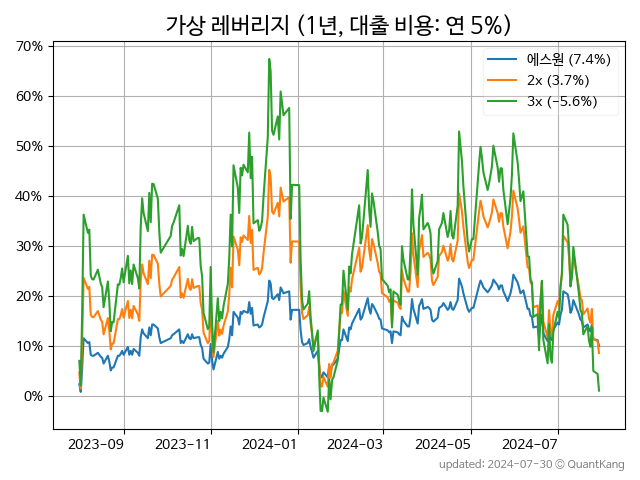 가상 레버리지 (1년, 대출 비용: 연 5%)
에스원 (7.4%)
2x (3.7%)
3x (−5.6%)
70%
60%
50%
40%
30%
20%
10%
0%
2023-09 2023-11 2024-01 2024-03 2024-05 2024-07
updated: 2024-07-30 © QuantKang